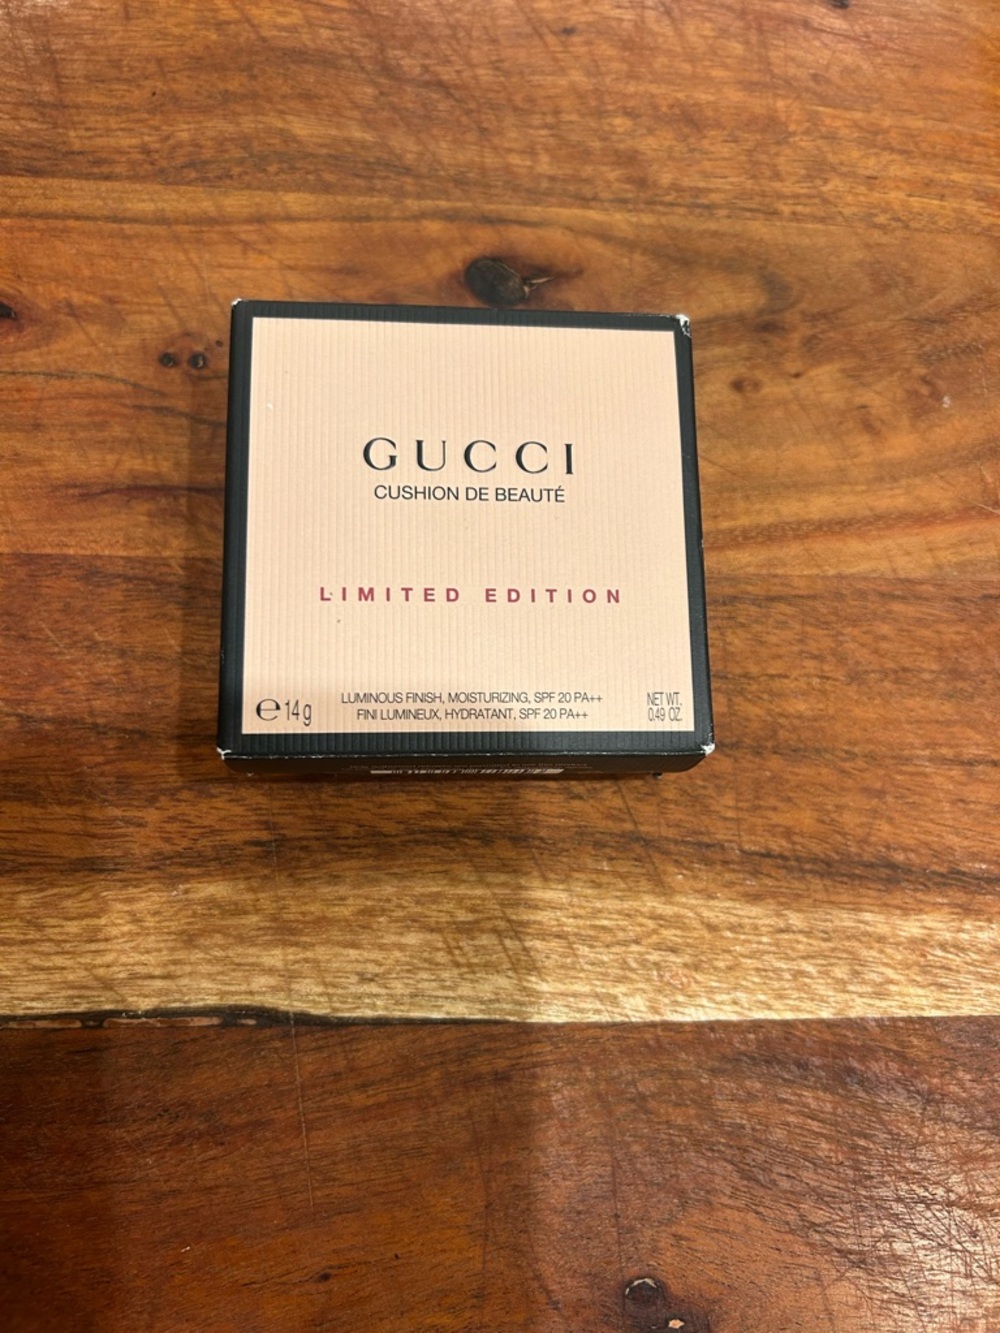 GUCCI
CUSHION DE BEAUTÉ
LIMITED EDITION
℮ 14 g
LUMINOUS FINISH, MOISTURIZING, SPF 20 PA++
FINI LUMINEUX, HYDRATANT, SPF 20 PA++
NET WT.
0.49 OZ.